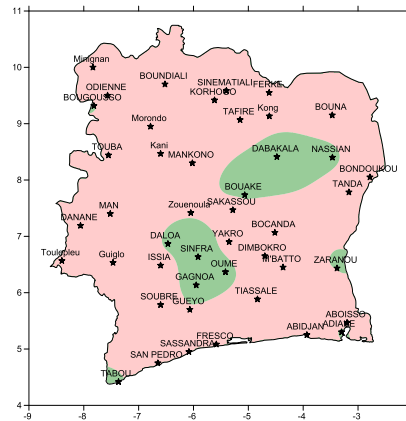 11
Minignan
10
BOUNDIALI
SINEMATIALI
FERKE
ODIENNE
KORHOGO
BOUGOUSSO
TAFIRE
Kong
BOUNA
9
Morondo
TOUBA
Kani
MANKONO
DABAKALA
NASSIAN
BONDOUKOU
8
BOUAKE
TANDA
MAN
Zouenoula
SAKASSOU
DANANE
DALOA
YAKRO
BOCANDA
7
Toulepleu
Guiglo
ISSIA
SINFRA
OUME
DIMBOKRO
M'BATTO
ZARANOU
GAGNOA
6
SOUBRE
GUEYO
TIASSALE
ABOISSO
ADIAKE
ABIDJAN
FRESCO
SASSANDRA
5
SAN PEDRO
TABOU
4
-9 -8 -7 -6 -5 -4 -3